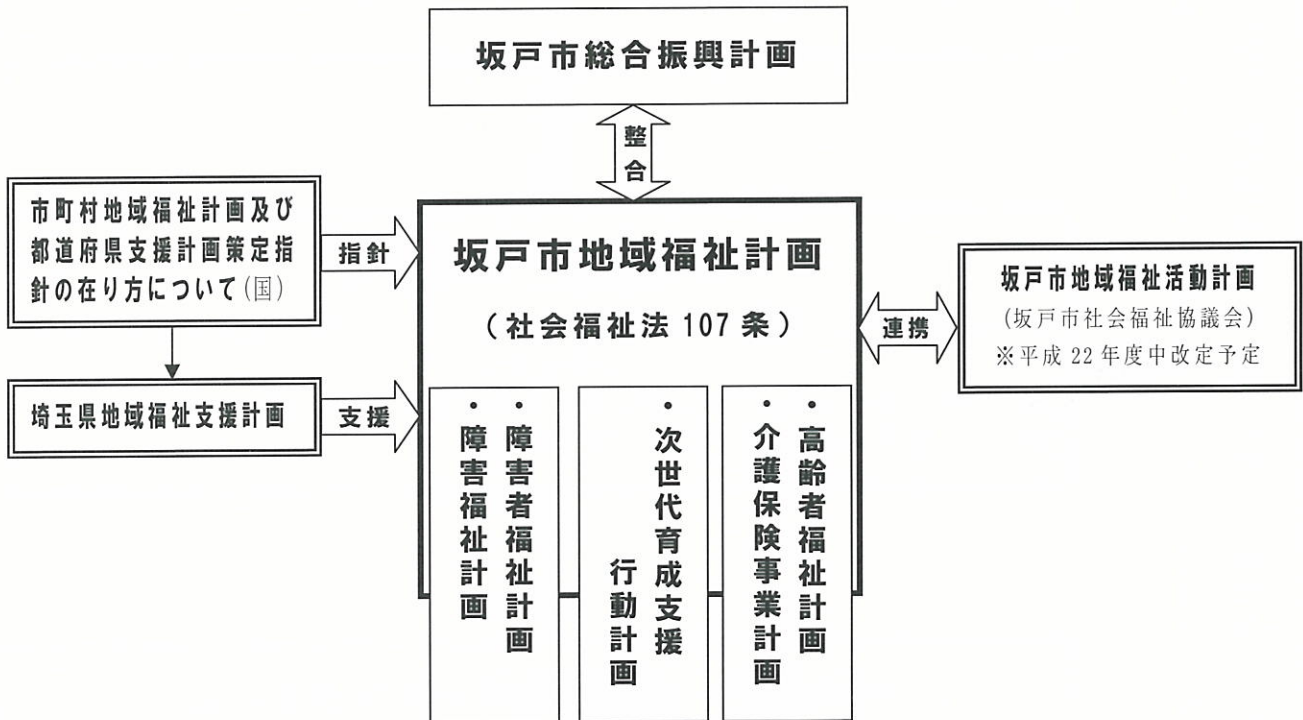 坂戸市総合振興計画
整合
市町村地域福祉計画及び
都道府県支援計画策定指
針の在り方について(国)
指針
坂戸市地域福祉計画
(社会福祉法 107 条)
連携
坂戸市地域福祉活動計画
(坂戸市社会福祉協議会)
※平成 22 年度中改定予定
埼玉県地域福祉支援計画
支援
・障害者福祉計画
・障害福祉計画
・次世代育成支援
行動計画
・高齢者福祉計画
・介護保険事業計画